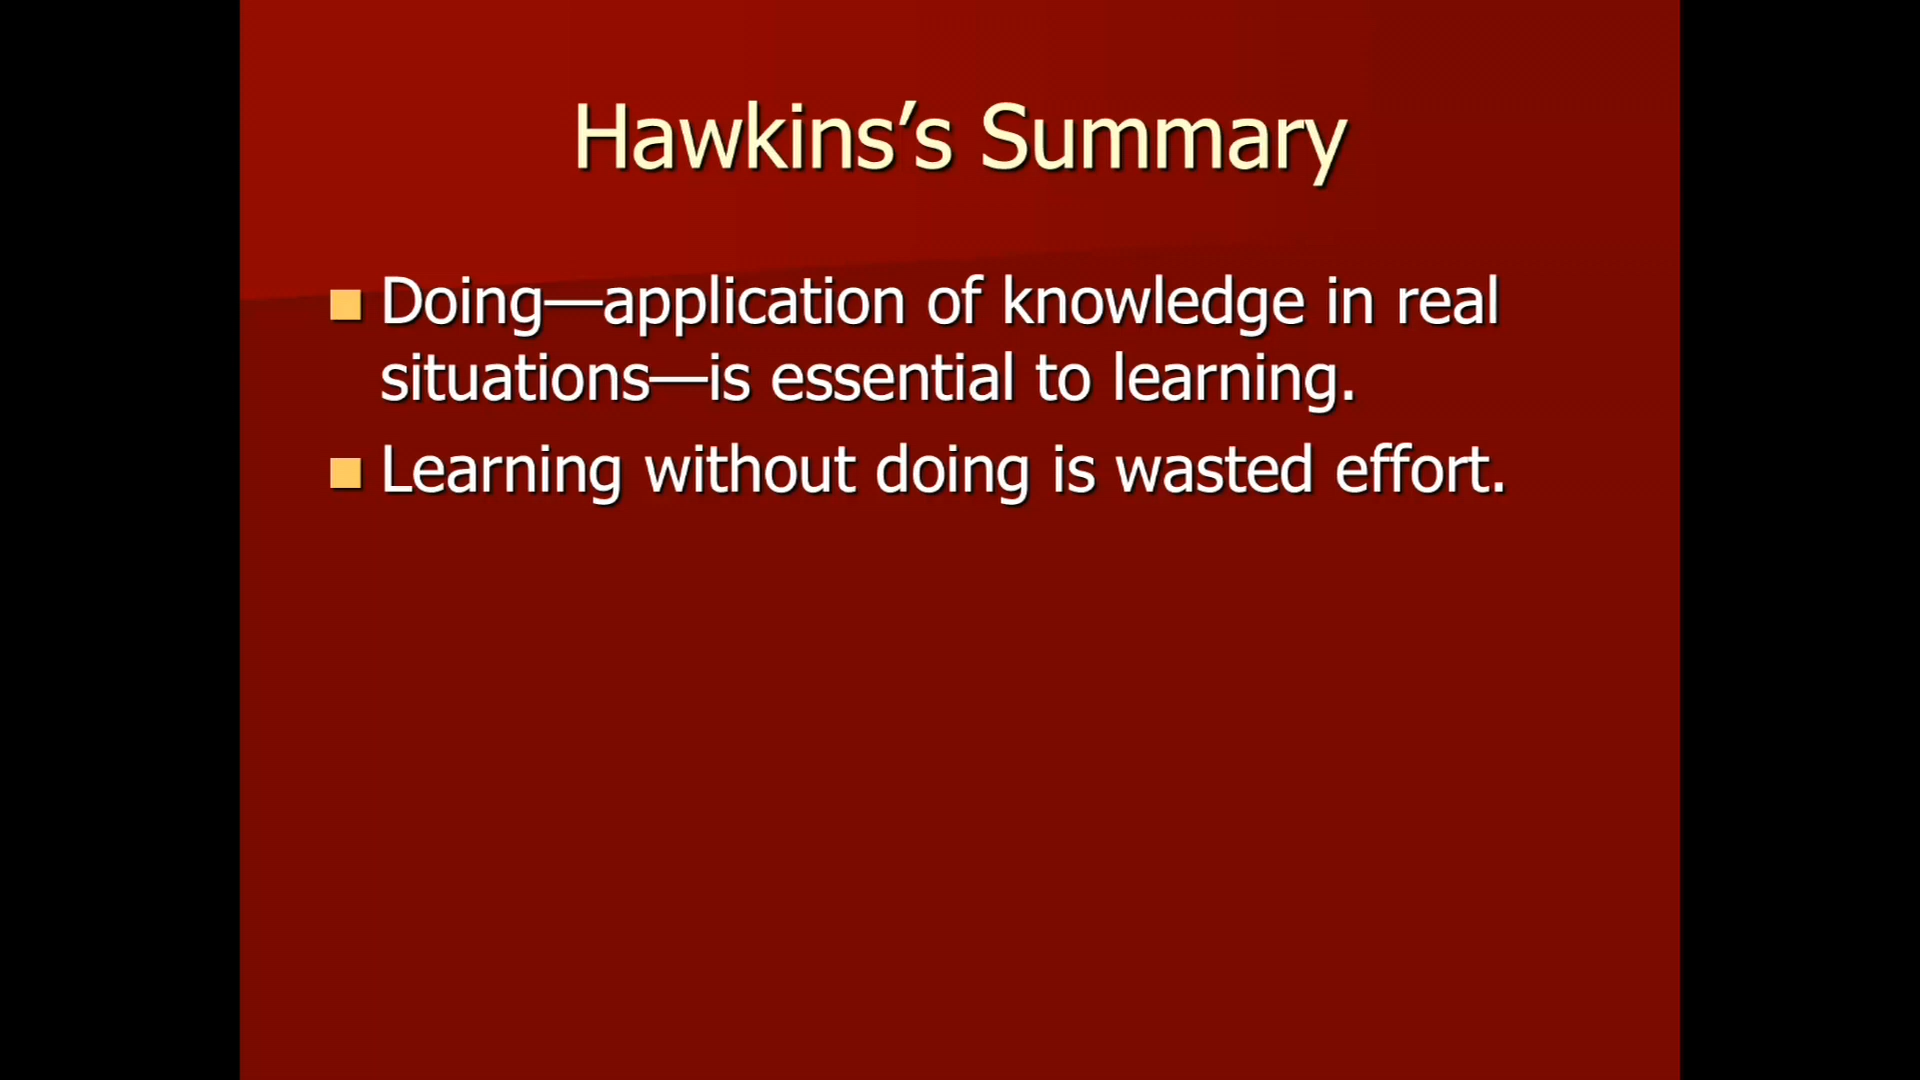 Hawkins’s Summary
Doing—application of knowledge in real
situations—is essential to learning.
Learning without doing is wasted effort.